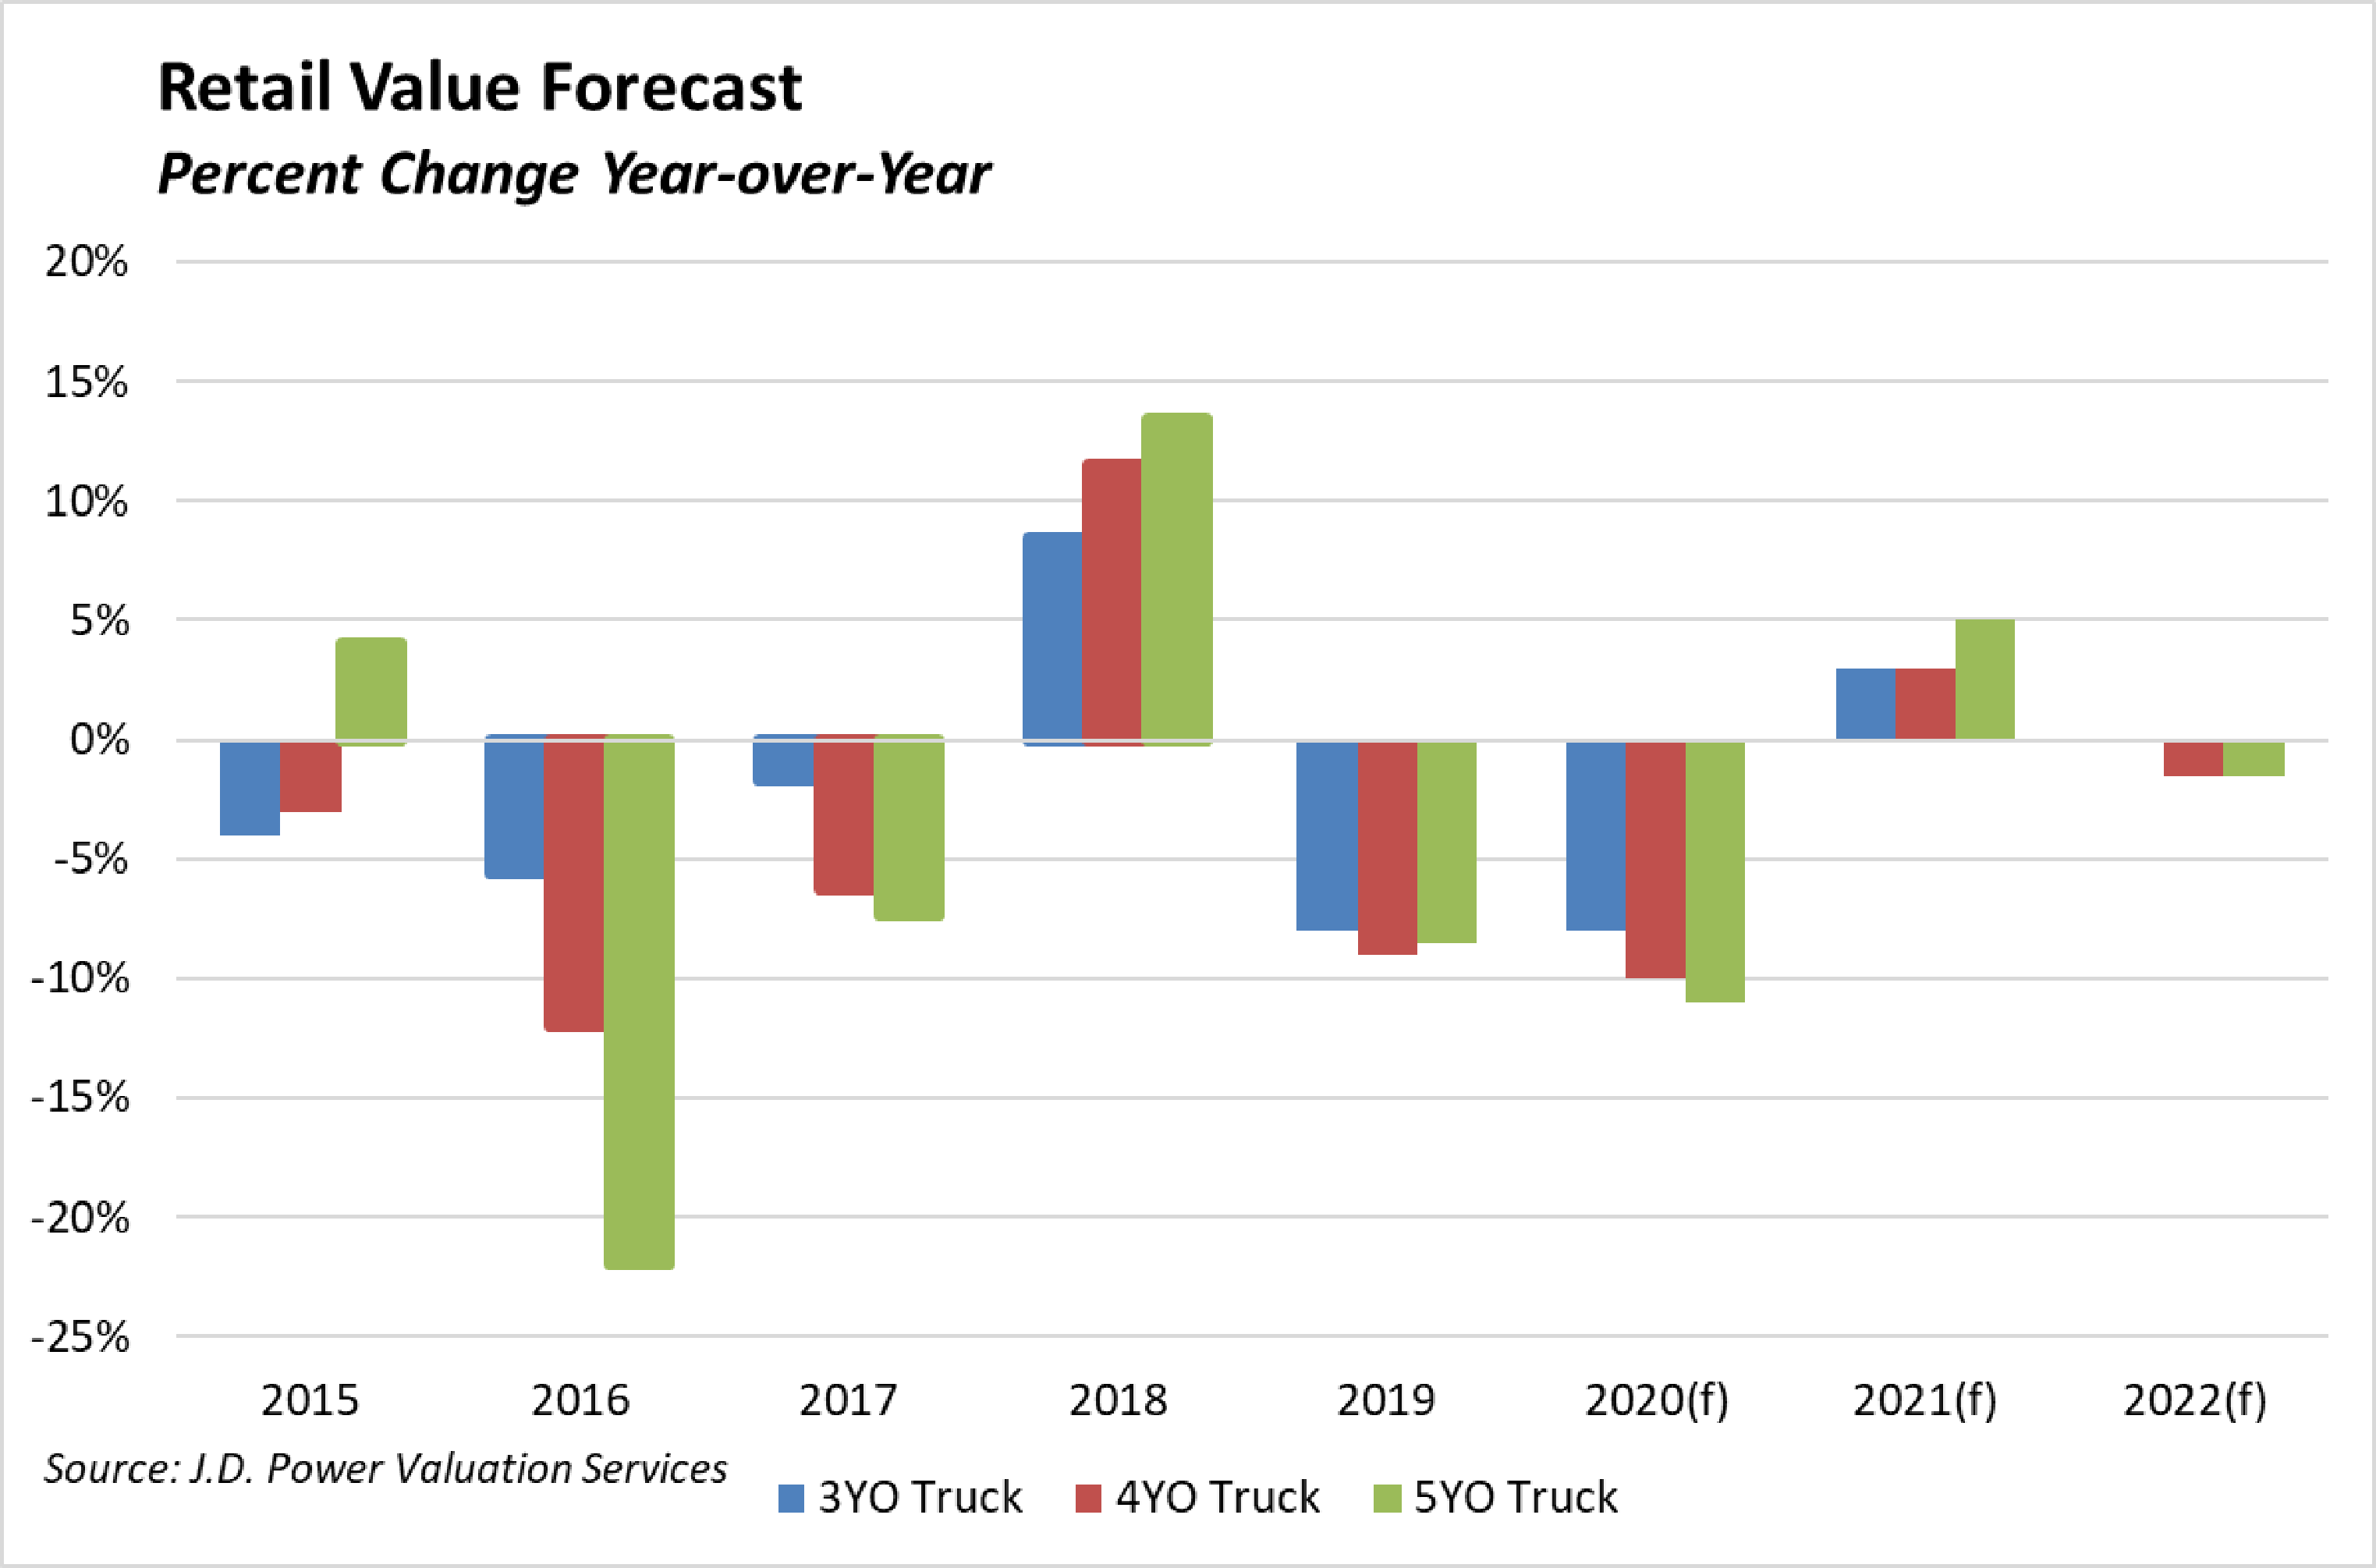 Retail Value Forecast
Percent Change Year-over-Year
20%
15%
10%
5%
0%
-5%
-10%
-15%
-20%
-25%
2015 2016 2017 2018 2019 2020(f) 2021(f) 2022(f)
Source: J.D. Power Valuation Services
3YO Truck 4YO Truck 5YO Truck